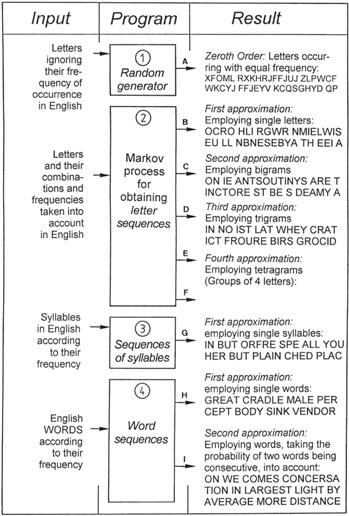 Input Program Result
Letters
ignoring
their fre-
quency of
occurrence
in English
1
Random
generator
A
Zeroth Order: Letters occur-
ring with equal frequency:
XFOML RXKHRJFFJUJ ZLPWCF
WKCYJ FFJEYV KCQSGHYD QP
Letters
and their
combina-
tions and
frequencies
taken into
account
in English
2
Markov
process
for
obtaining
letter
sequences
B
First approximation:
Employing single letters:
OCRO HLI RGWR NMIELWIS
EU LL NBNESEBYA TH EEI A
C
Second approximation:
Employing bigrams
ON IE ANTSOUTINYS ARE T
INCTORE ST BE S DEAMY A
D
Third approximation:
Employing trigrams
IN NO IST LAT WHEY CRAT
ICT FROURE BIRS GROCID
E
Fourth approximation:
Employing tetragrams
(Groups of 4 letters):
F
Syllables
in English
according
to their
frequency
3
Sequences
of syllables
G
First approximation:
employing single syllables:
IN BUT ORFRE SPE ALL YOU
HER BUT PLAIN CHED PLAC
English
WORDS
according
to their
frequency
4
Word
sequences
H
First approximation:
employing single words:
GREAT CRADLE MALE PER
CEPT BODY SINK VENDOR
I
Second approximation:
Employing words, taking the
probability of two words being
consecutive, into account:
ON WE COMES CONCERSA
TION IN LARGEST LIGHT BY
AVERAGE MORE DISTANCE